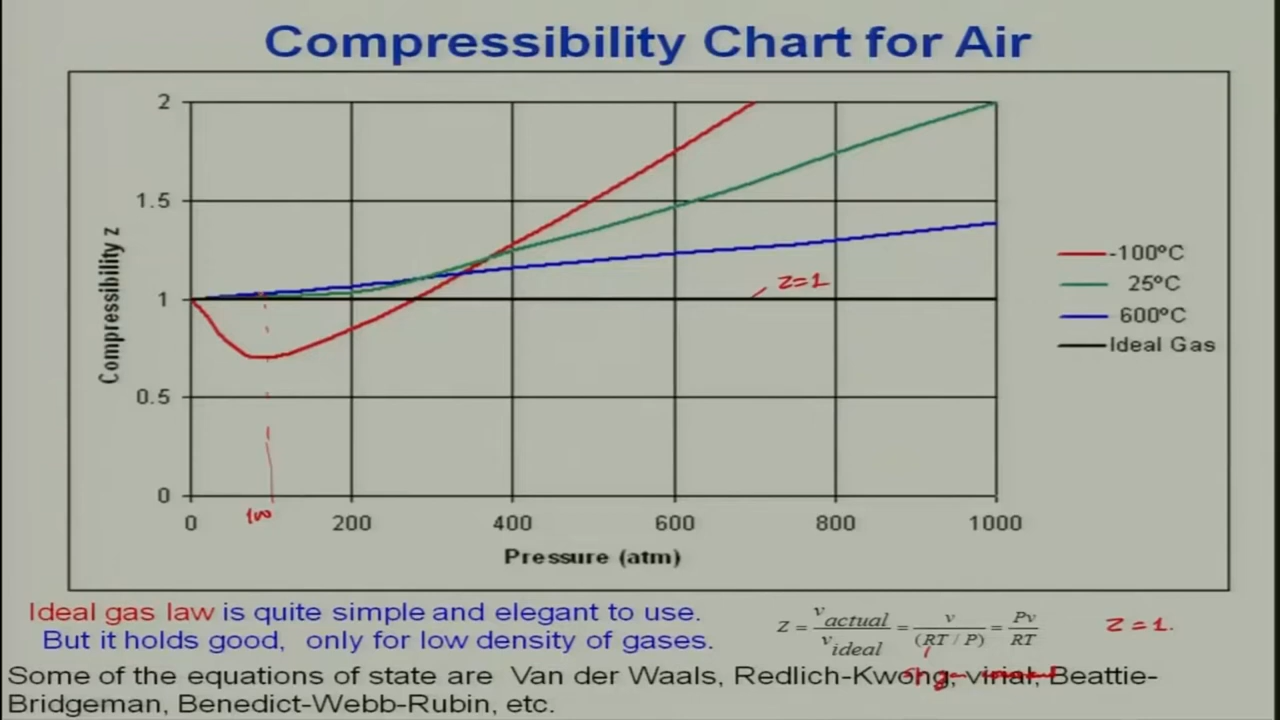 Compressibility Chart for Air
2
1.5
1
0.5
0
Compressibility z
0 200 400 600 800 1000
Pressure (atm)
100
z=1
-100ºC
25ºC
600ºC
Ideal Gas
Ideal gas law is quite simple and elegant to use.
But it holds good, only for low density of gases.
Z = v actual / v ideal = v / (RT / P) = Pv / RT
Z=1.
Some of the equations of state are Van der Waals, Redlich-Kwong, virial, Beattie-
Bridgeman, Benedict-Webb-Rubin, etc.